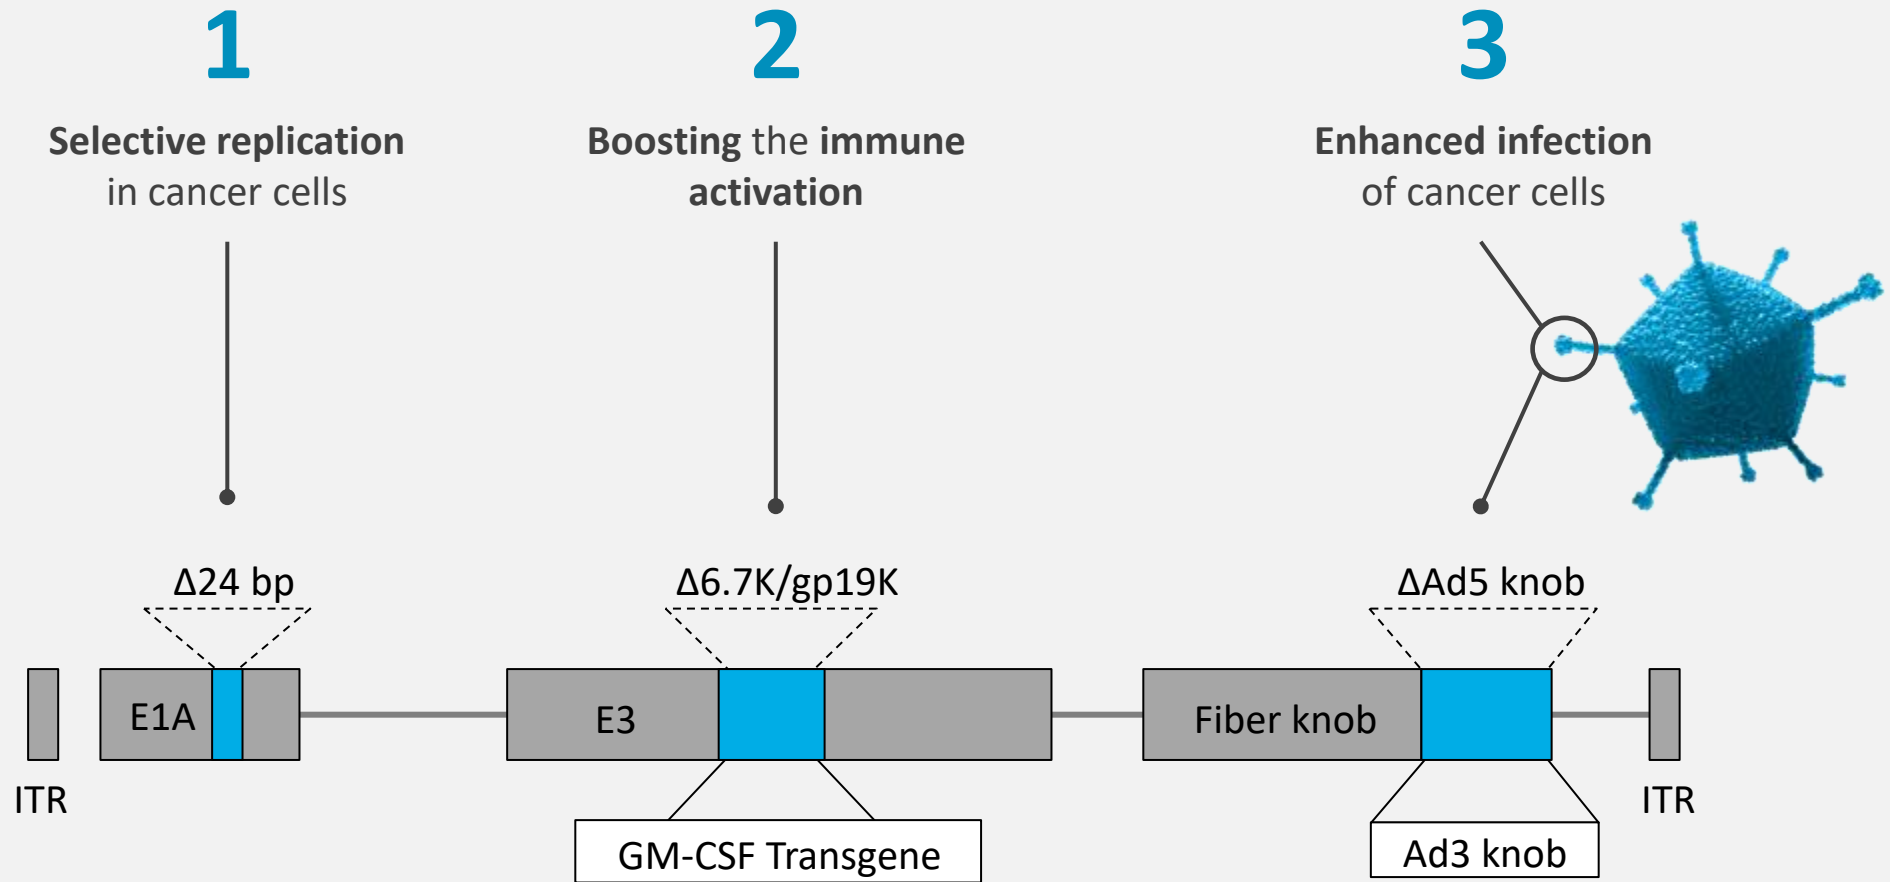 1
Selective replication
in cancer cells
2
Boosting the immune
activation
3
Enhanced infection
of cancer cells
Δ24 bp
Δ6.7K/gp19K
ΔAd5 knob
E1A
E3
Fiber knob
ITR
ITR
GM-CSF Transgene
Ad3 knob